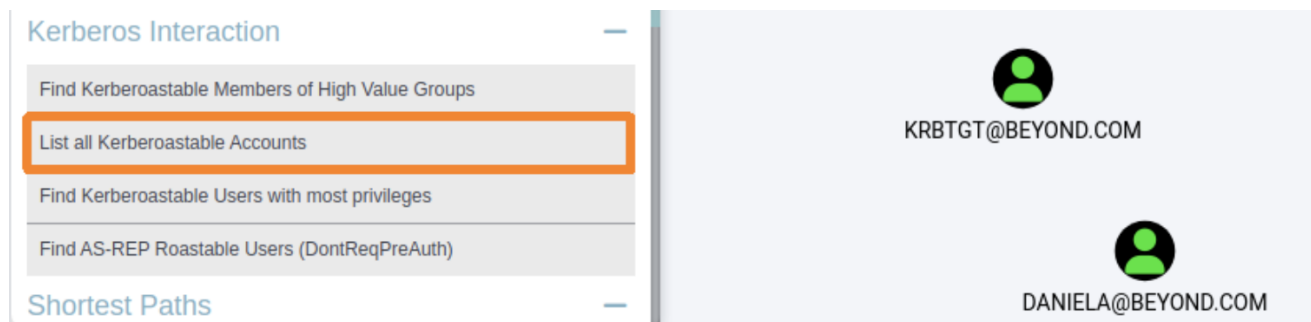 Kerberos Interaction
Find Kerberoastable Members of High Value Groups
List all Kerberoastable Accounts
Find Kerberoastable Users with most privileges
Find AS-REP Roastable Users (DontReqPreAuth)
Shortest Paths
KRBTGT@BEYOND.COM
DANIELA@BEYOND.COM